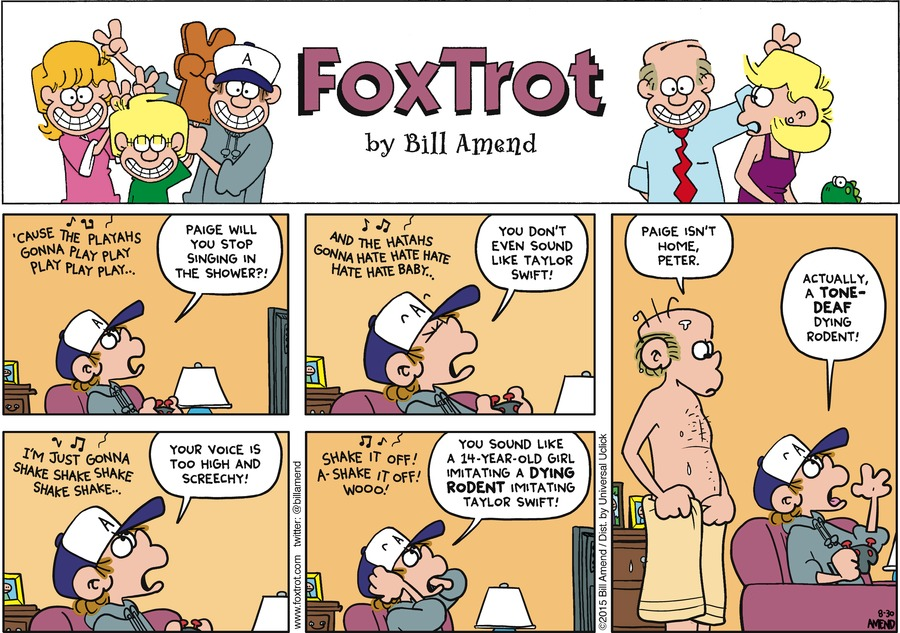 A
FOXTROT
by Bill Amend
'CAUSE THE PLAYAHS
GONNA PLAY PLAY
PLAY PLAY PLAY...
PAIGE WILL
YOU STOP
SINGING IN
THE SHOWER?!
A
AND THE HATAHS
GONNA HATE HATE HATE
HATE HATE BABY...
YOU DON'T
EVEN SOUND
LIKE TAYLOR
SWIFT!
A
I'M JUST GONNA
SHAKE SHAKE SHAKE
SHAKE SHAKE...
YOUR VOICE IS
TOO HIGH AND
SCREECHY!
A
www.foxtrot.com twitter: @billamend
SHAKE IT OFF!
A-SHAKE IT OFF!
WOOO!
YOU SOUND LIKE
A 14-YEAR-OLD GIRL
IMITATING A DYING
RODENT IMITATING
TAYLOR SWIFT!
A
©2015 Bill Amend / Dist. by Universal Uclick
PAIGE ISN'T
HOME,
PETER.
ACTUALLY,
A TONE-
DEAF
DYING
RODENT!
A
8-30
AMEND